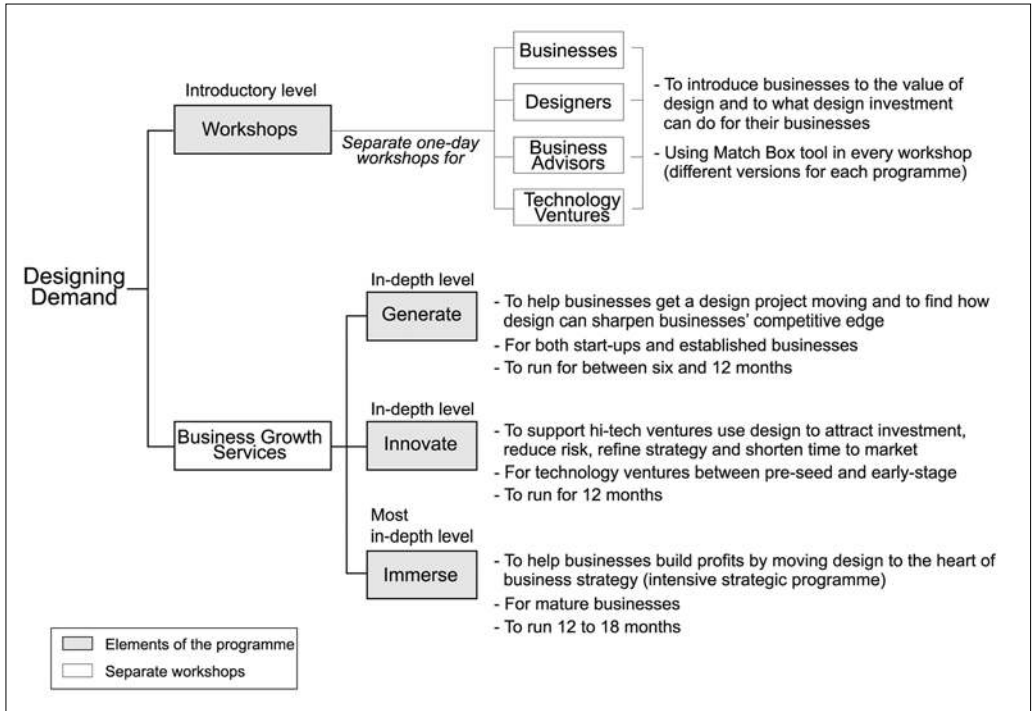 Businesses
Introductory level
Workshops
Separate one-day
workshops for
Designers
Business
Advisors
Technology
Ventures
- To introduce businesses to the value of
design and to what design investment
can do for their businesses
- Using Match Box tool in every workshop
(different versions for each programme)
Designing
Demand
In-depth level
Generate
- To help businesses get a design project moving and to find how
design can sharpen businesses' competitive edge
- For both start-ups and established businesses
- To run for between six and 12 months
Business Growth
Services
In-depth level
Innovate
- To support hi-tech ventures use design to attract investment,
reduce risk, refine strategy and shorten time to market
- For technology ventures between pre-seed and early-stage
- To run for 12 months
Most
in-depth level
Immerse
- To help businesses build profits by moving design to the heart of
business strategy (intensive strategic programme)
- For mature businesses
- To run 12 to 18 months
Elements of the programme
Separate workshops